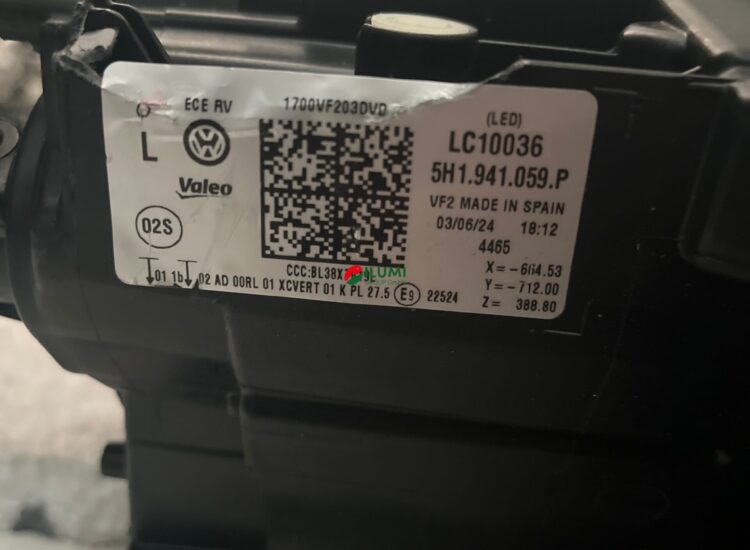 ECE RV 1700VF203DVD
L
Valeo
02S
(LED)
LC10036
5H1.941.059.P
VF2 MADE IN SPAIN
03/06/24 18:12
4465
X= -604.53
Y= -712.00
Z= 388.80
ILUMI
01 1b 02 AD 00RL 01 XCVERT 01 K PL 27.5 E9 22524